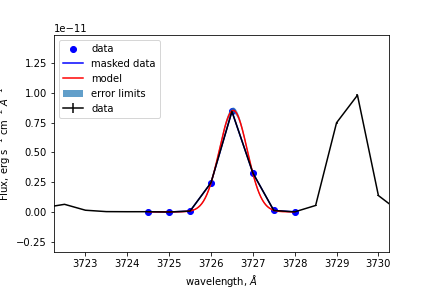 1e−11
data
masked data
model
error limits
data
1.25
1.00
0.75
0.50
0.25
0.00
−0.25
Flux, erg s⁻¹ cm⁻² Å⁻¹
3723 3724 3725 3726 3727 3728 3729 3730
wavelength, Å